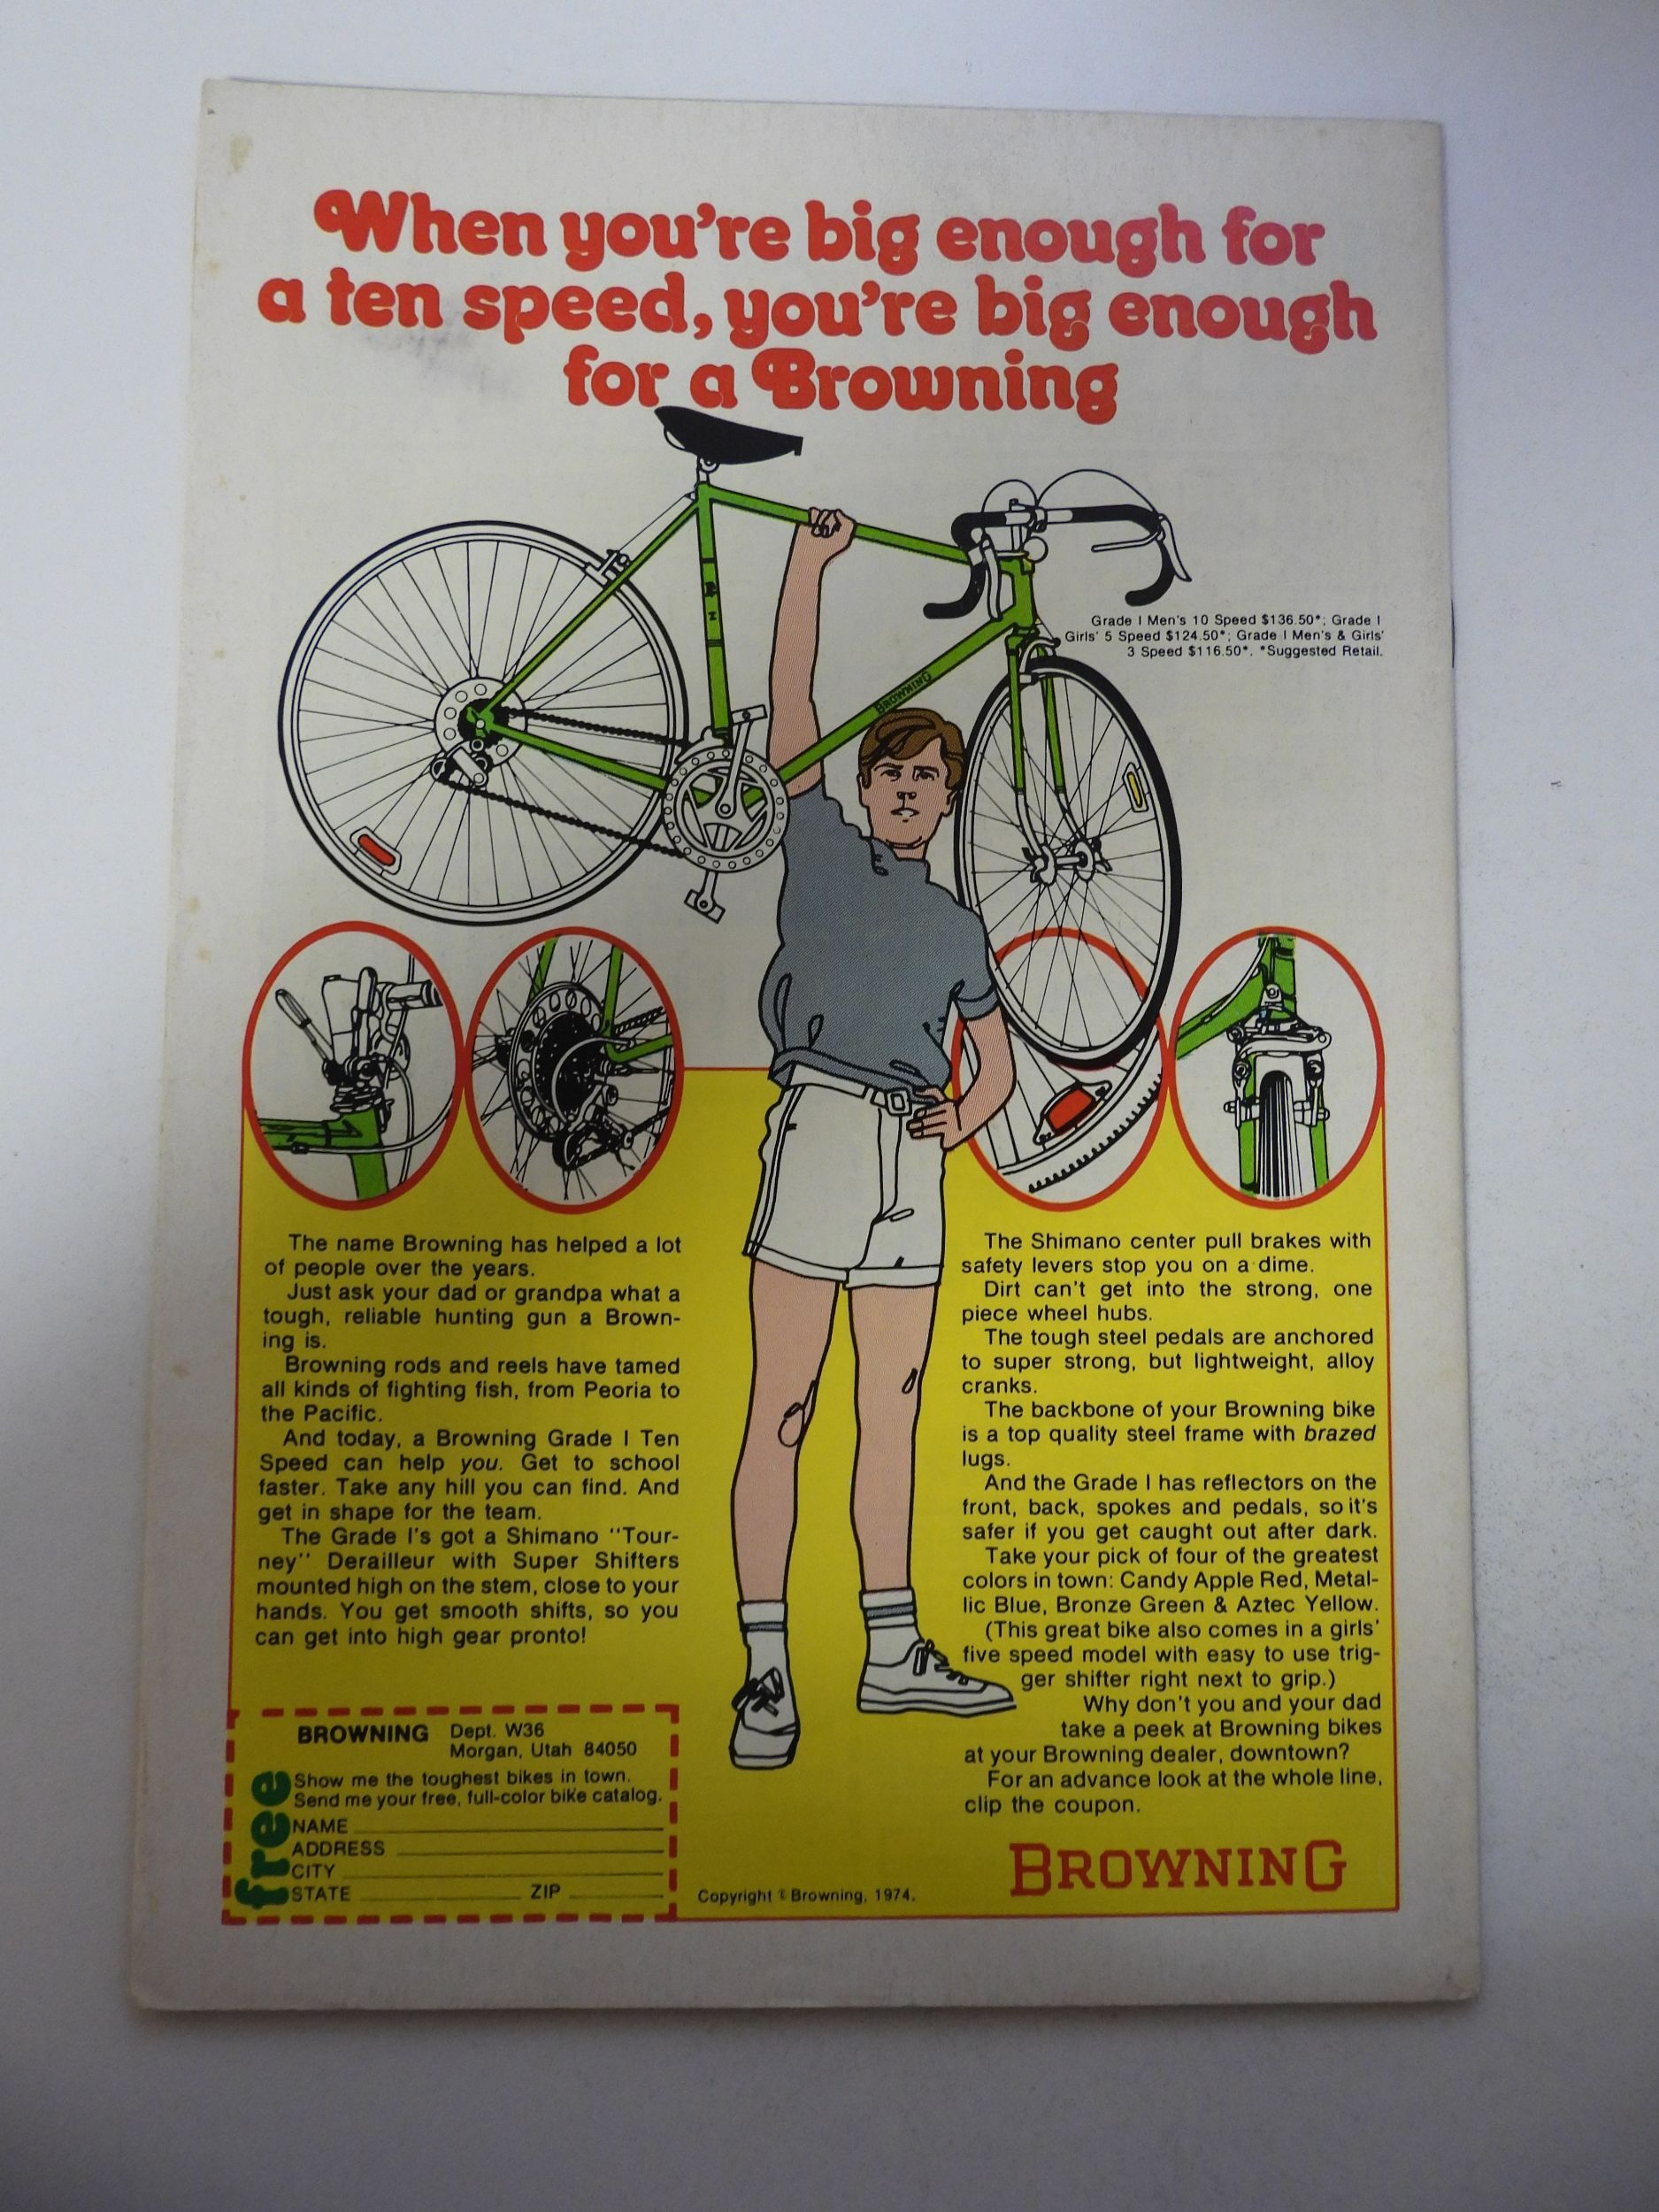 When you're big enough for
a ten speed, you're big enough
for a Browning
Grade I Men's 10 Speed $136.50*; Grade I
Girls' 5 Speed $124.50*; Grade I Men's & Girls'
3 Speed $116.50*. *Suggested Retail.
BROWNING
The name Browning has helped a lot
of people over the years.
Just ask your dad or grandpa what a
tough, reliable hunting gun a Brown-
ing is.
Browning rods and reels have tamed
all kinds of fighting fish, from Peoria to
the Pacific.
And today, a Browning Grade I Ten
Speed can help you. Get to school
faster. Take any hill you can find. And
get in shape for the team.
The Grade I's got a Shimano "Tour-
ney" Derailleur with Super Shifters
mounted high on the stem, close to your
hands. You get smooth shifts, so you
can get into high gear pronto!
The Shimano center pull brakes with
safety levers stop you on a dime.
Dirt can't get into the strong, one
piece wheel hubs.
The tough steel pedals are anchored
to super strong, but lightweight, alloy
cranks.
The backbone of your Browning bike
is a top quality steel frame with brazed
lugs.
And the Grade I has reflectors on the
front, back, spokes and pedals, so it's
safer if you get caught out after dark.
Take your pick of four of the greatest
colors in town: Candy Apple Red, Metal-
lic Blue, Bronze Green & Aztec Yellow.
(This great bike also comes in a girls'
five speed model with easy to use trig-
ger shifter right next to grip.)
Why don't you and your dad
take a peek at Browning bikes
at your Browning dealer, downtown?
For an advance look at the whole line,
clip the coupon.
BROWNING Dept. W36
Morgan, Utah 84050
free
Show me the toughest bikes in town.
Send me your free, full-color bike catalog.
NAME
ADDRESS
CITY
STATE ZIP
Copyright © Browning, 1974.
BROWNING